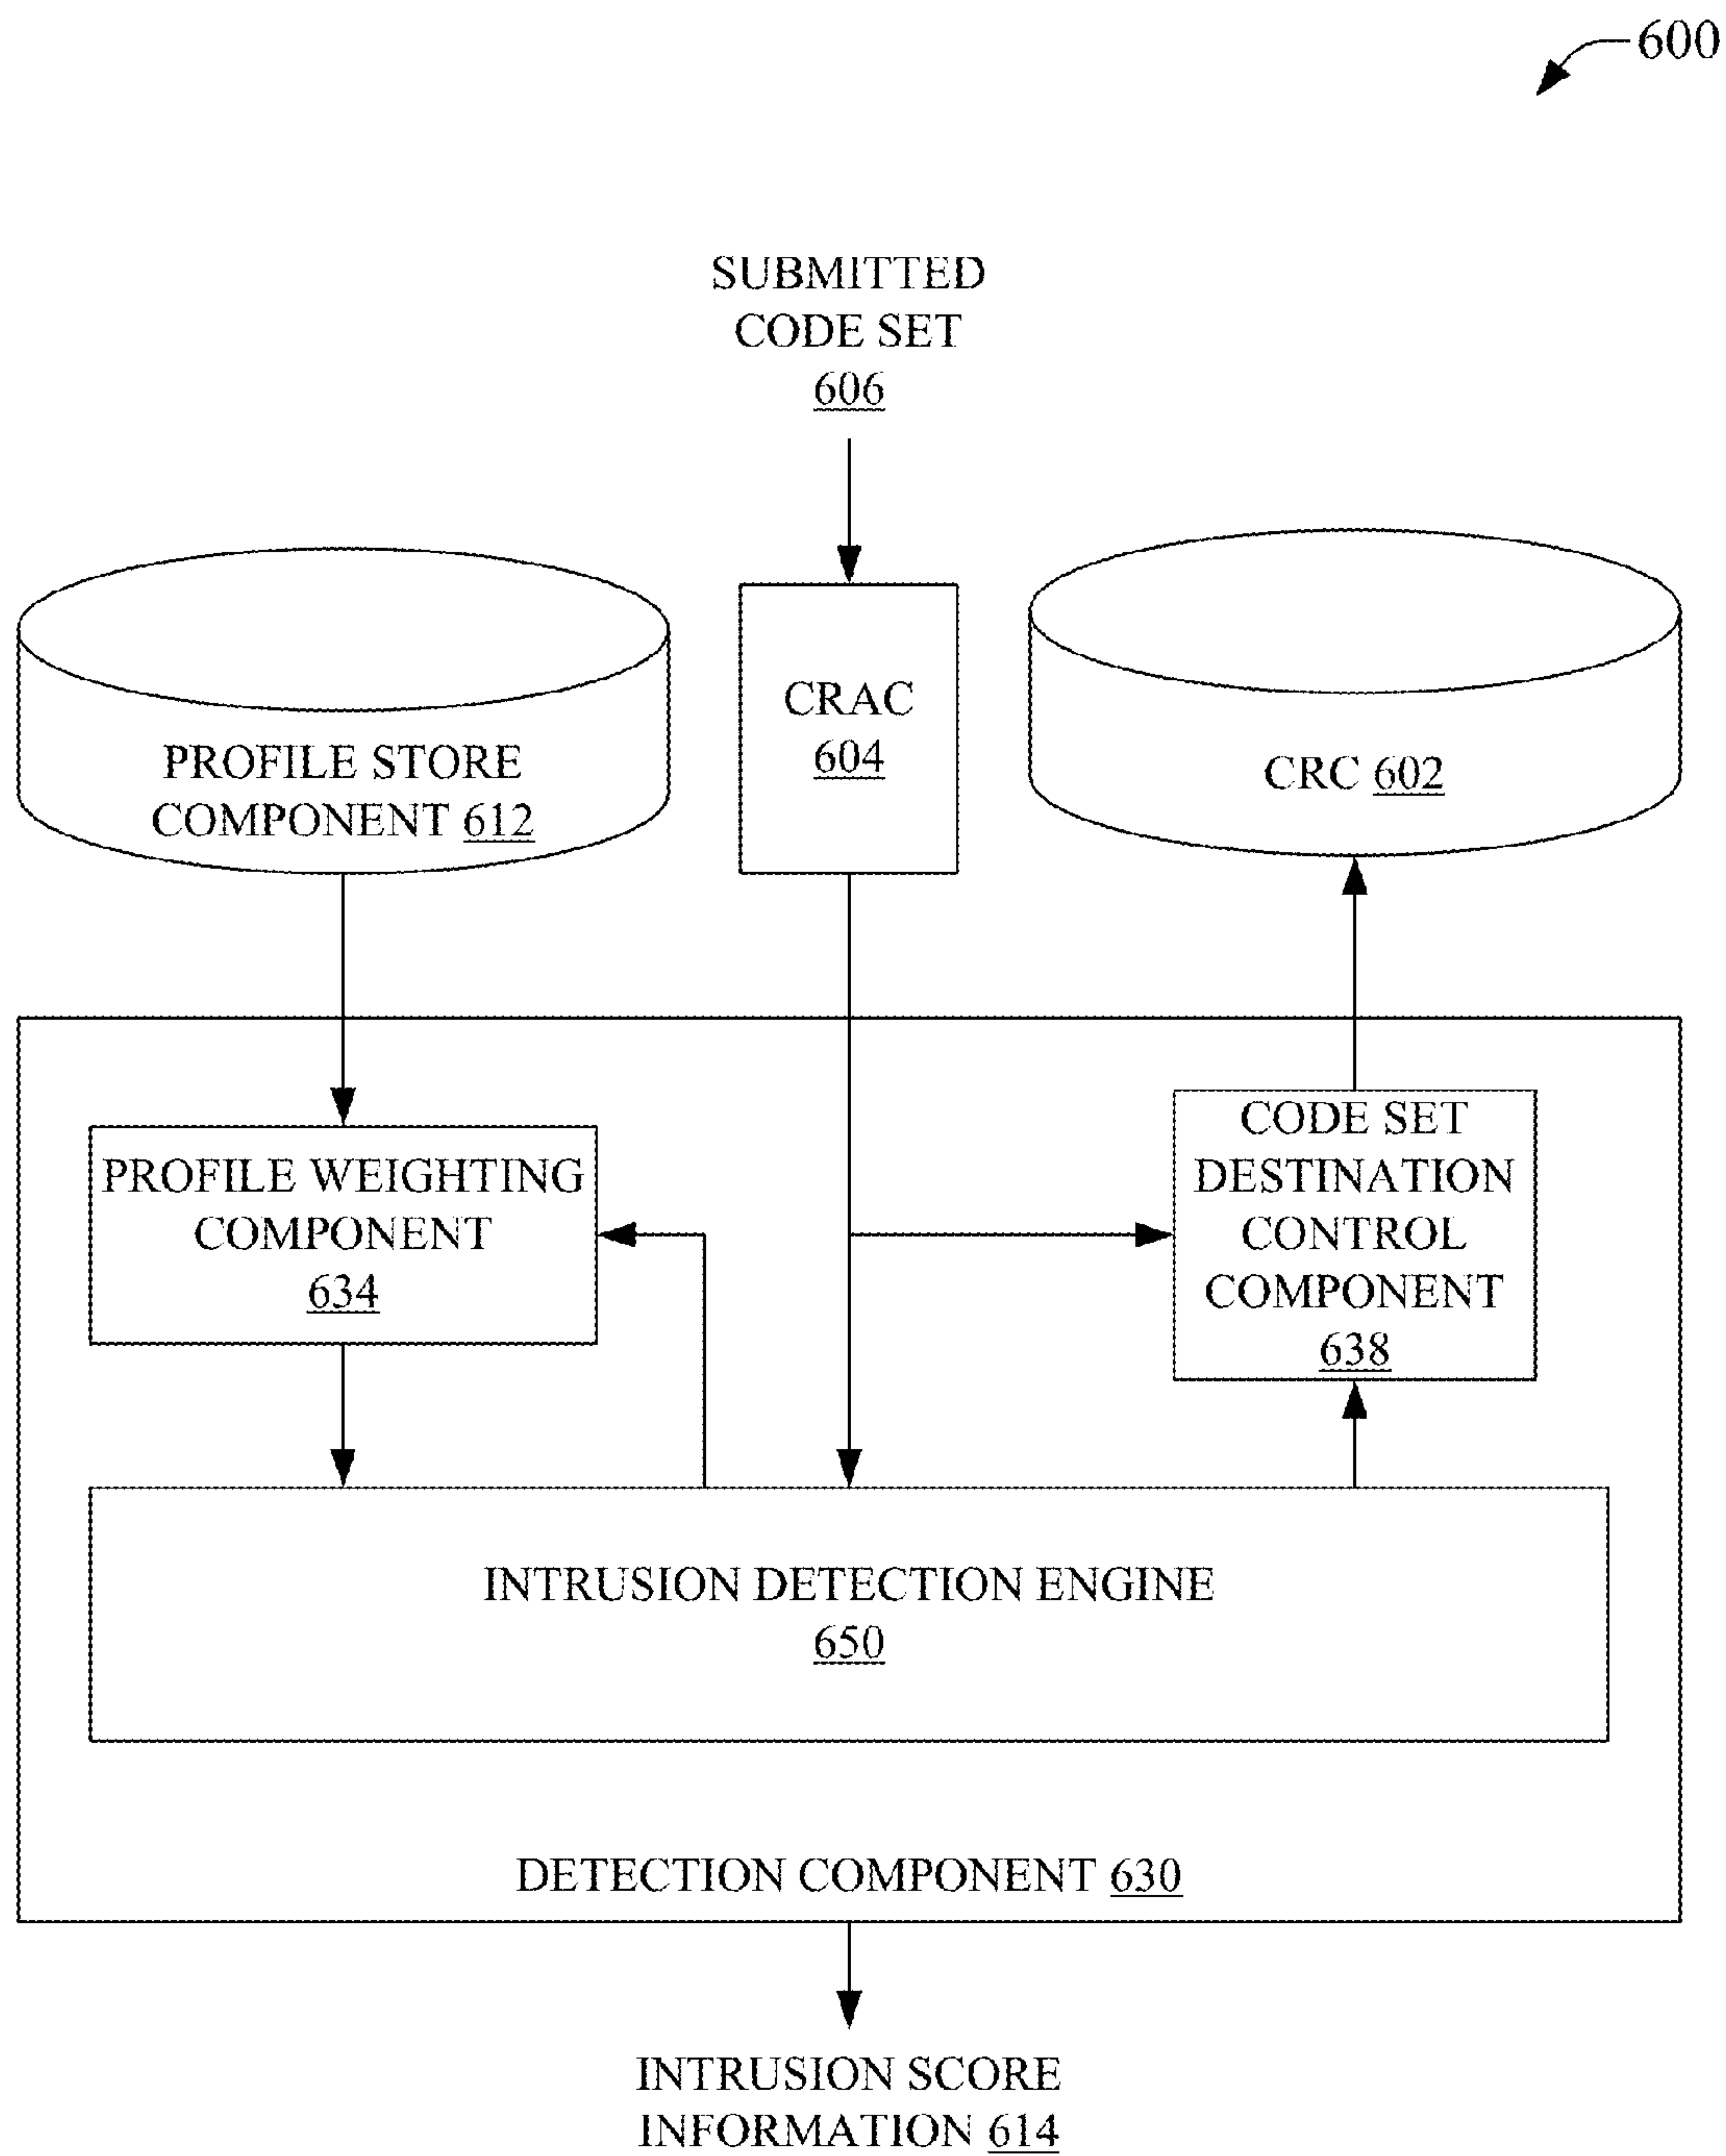 600
SUBMITTED
CODE SET
606
PROFILE STORE
COMPONENT 612
CRAC
604
CRC 602
PROFILE WEIGHTING
COMPONENT
634
CODE SET
DESTINATION
CONTROL
COMPONENT
638
INTRUSION DETECTION ENGINE
650
DETECTION COMPONENT 630
INTRUSION SCORE
INFORMATION 614